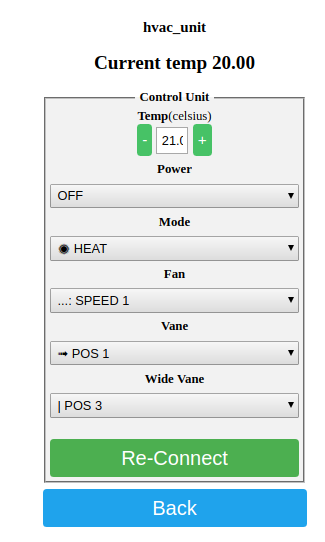 hvac_unit
Current temp 20.00
Control Unit
Temp(celsius)
- 21.0 +
Power
OFF
Mode
◉ HEAT
Fan
...: SPEED 1
Vane
➟ POS 1
Wide Vane
| POS 3
Re-Connect
Back